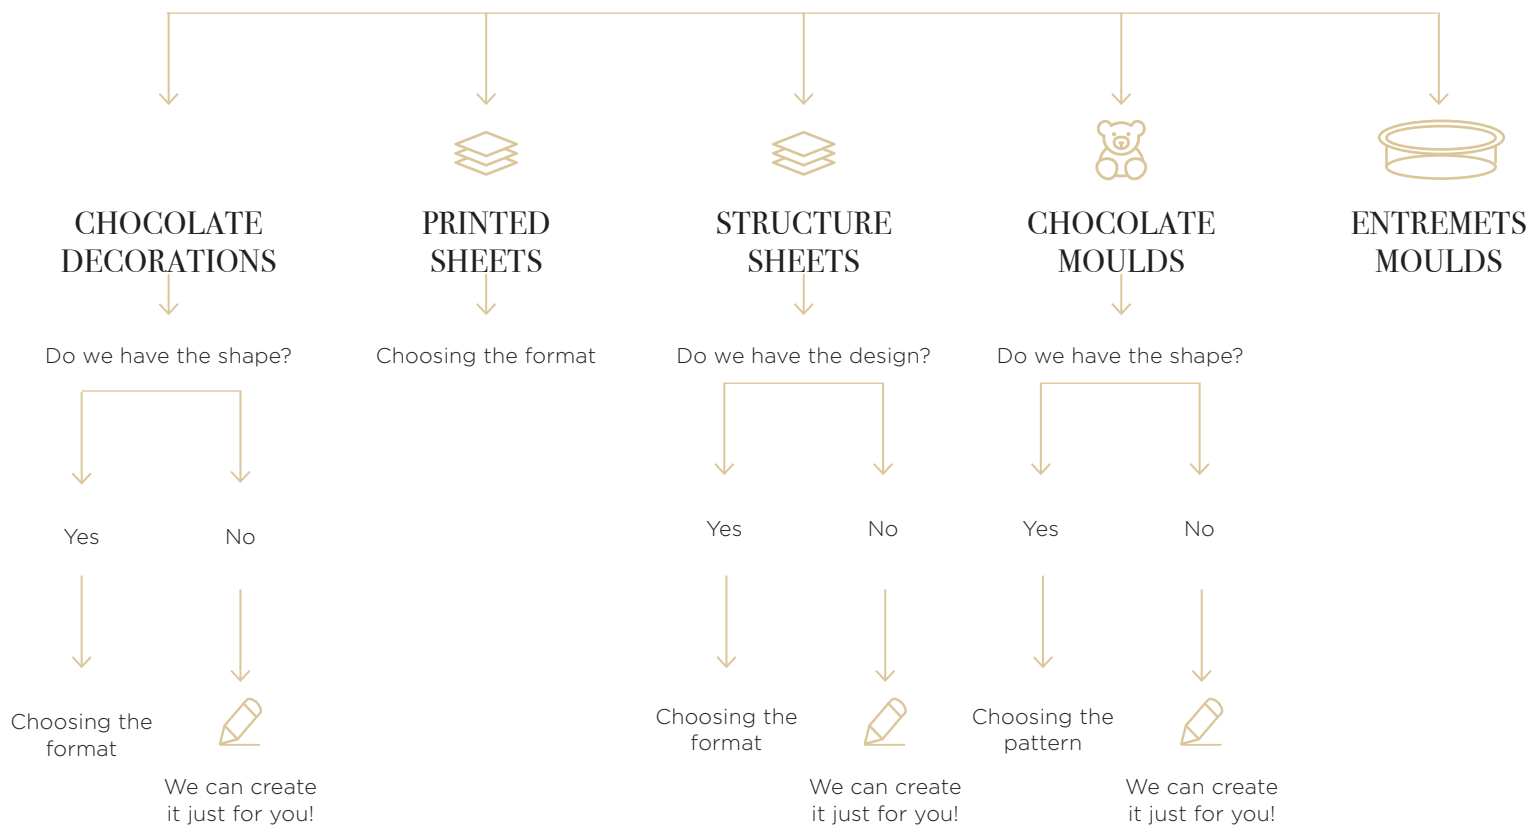 CHOCOLATE
DECORATIONS
PRINTED
SHEETS
STRUCTURE
SHEETS
CHOCOLATE
MOULDS
ENTREMETS
MOULDS
Do we have the shape?
Choosing the format
Do we have the design?
Do we have the shape?
Yes
No
Yes
No
Yes
No
Choosing the
format
We can create
it just for you!
Choosing the
format
We can create
it just for you!
Choosing the
pattern
We can create
it just for you!